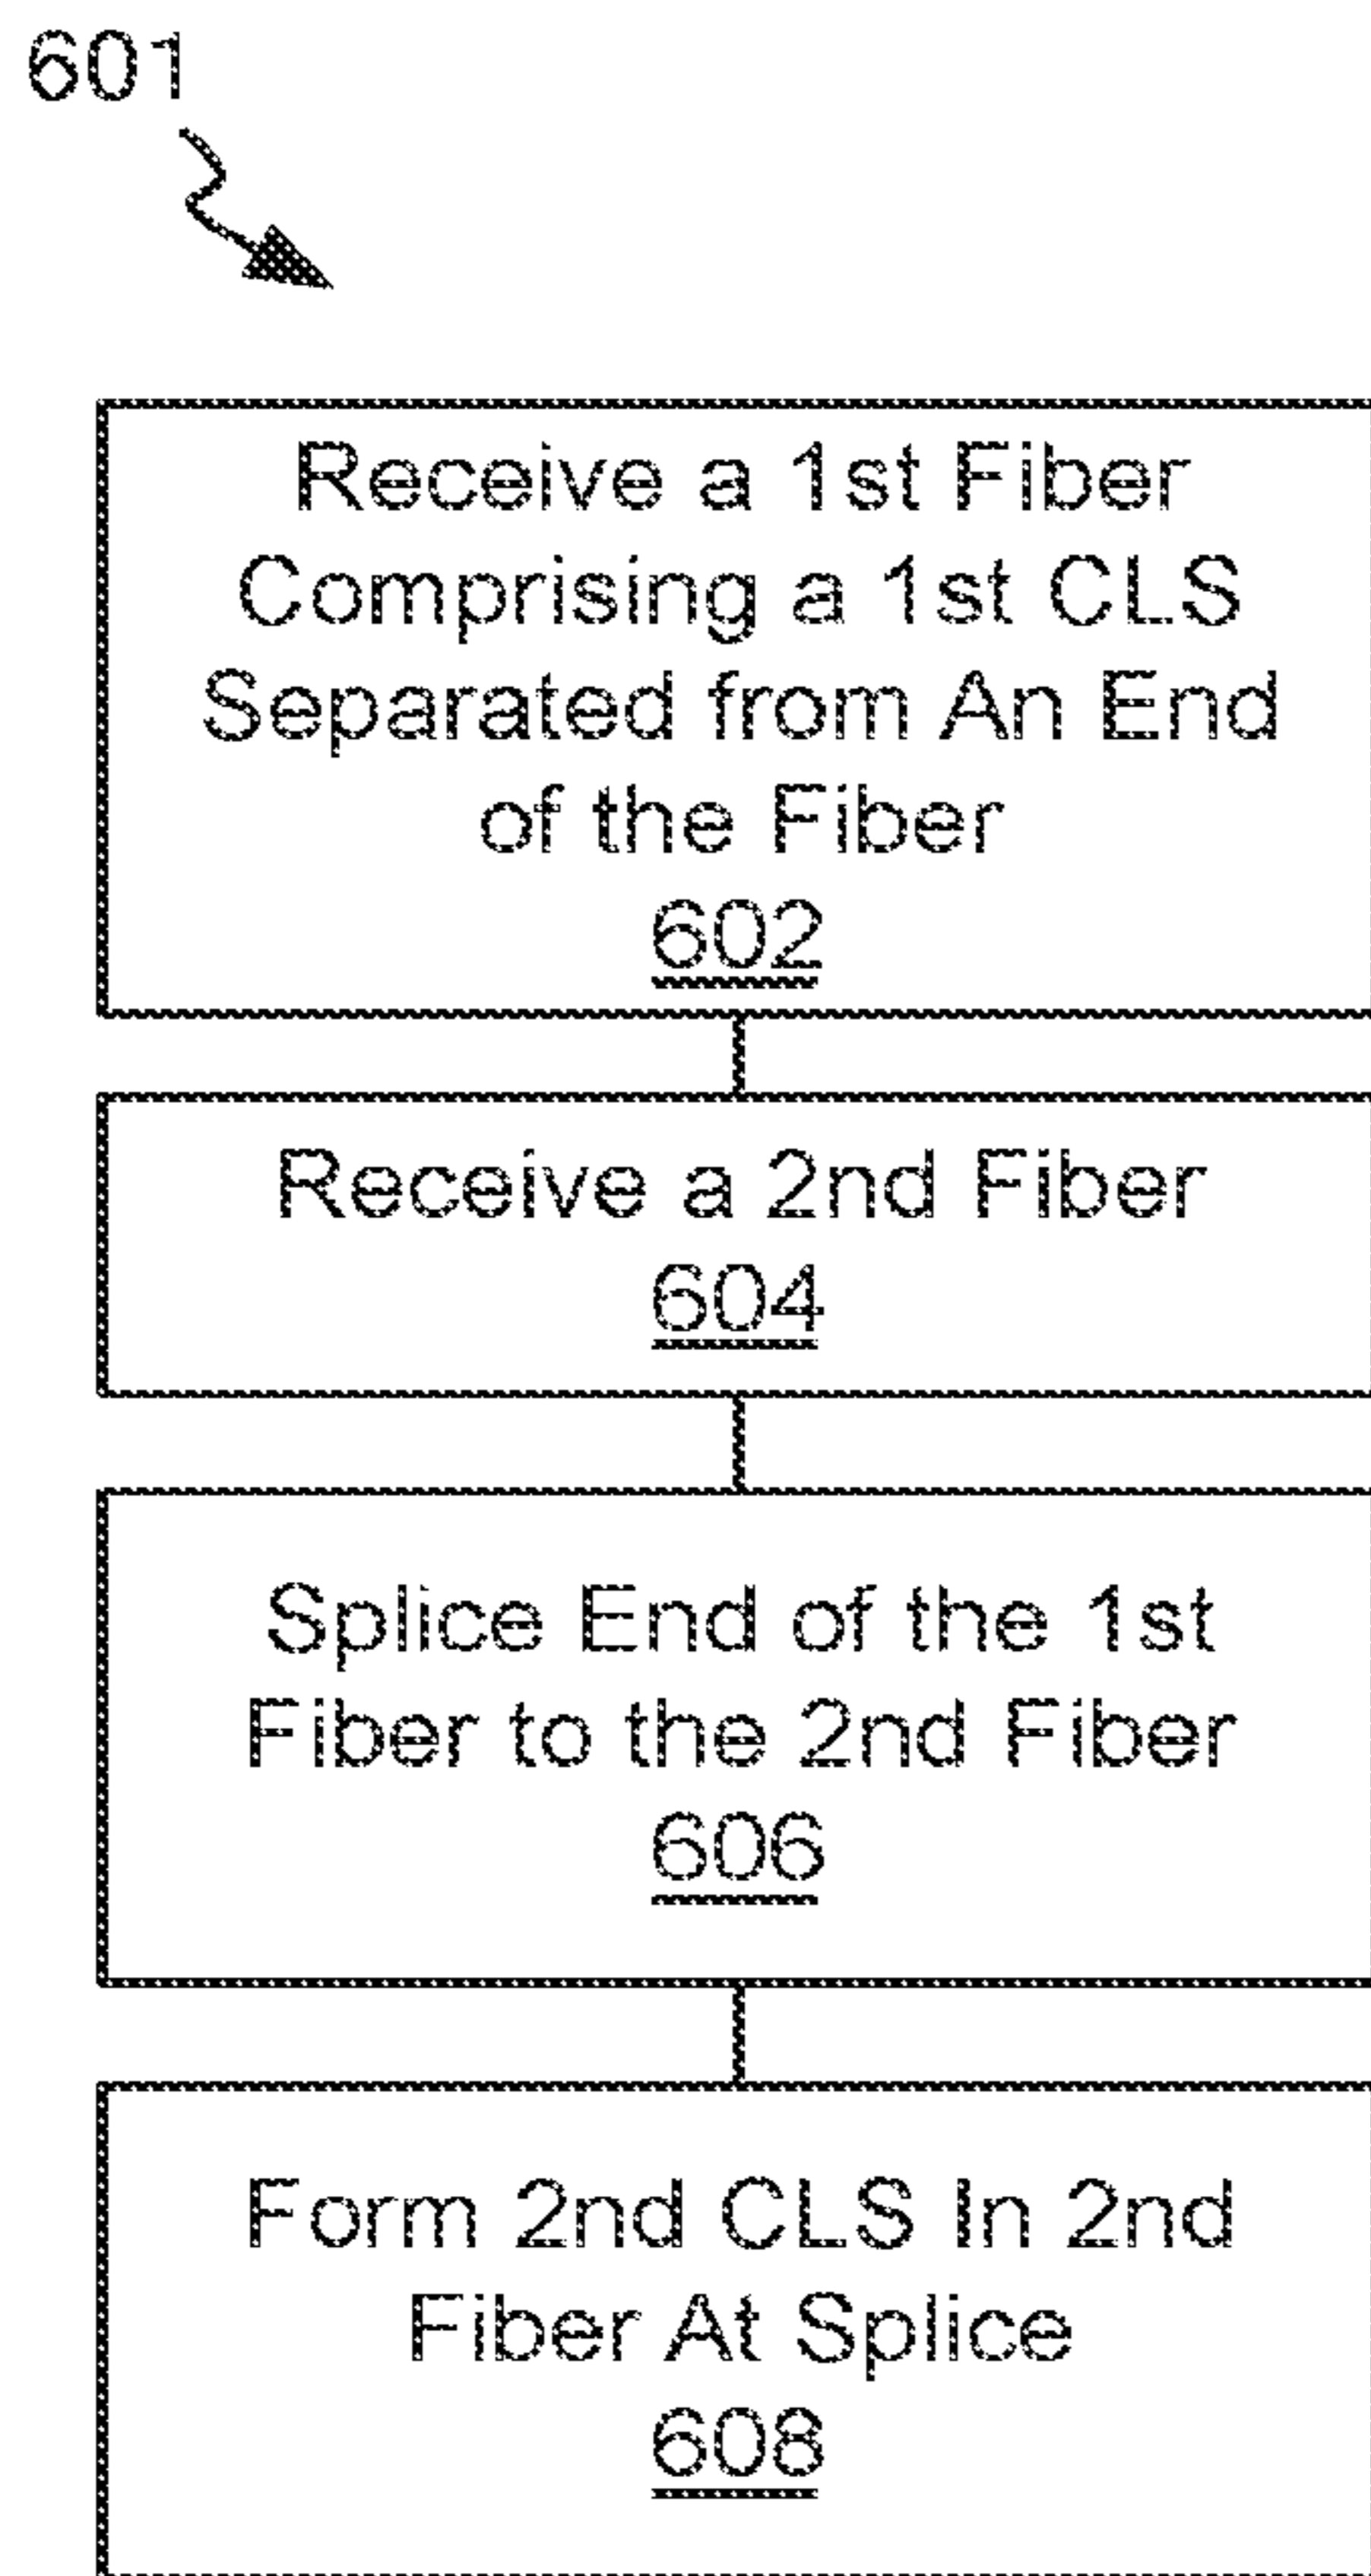 601
Receive a 1st Fiber
Comprising a 1st CLS
Separated from An End
of the Fiber
602
Receive a 2nd Fiber
604
Splice End of the 1st
Fiber to the 2nd Fiber
606
Form 2nd CLS In 2nd
Fiber At Splice
608